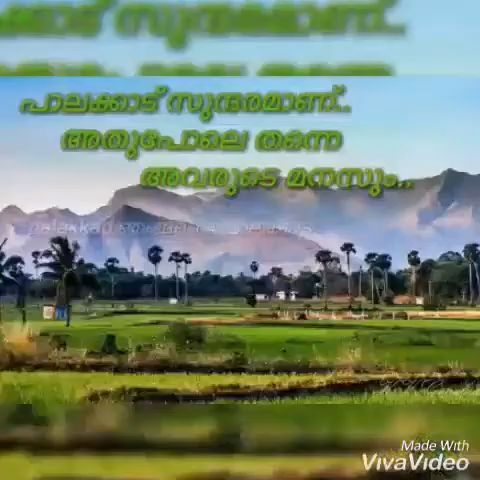 പാലക്കാട് സുന്ദരമാണ്..
അതുപോലെ തന്നെ
അവരുടെ മനസും..
Made With
VivaVideo